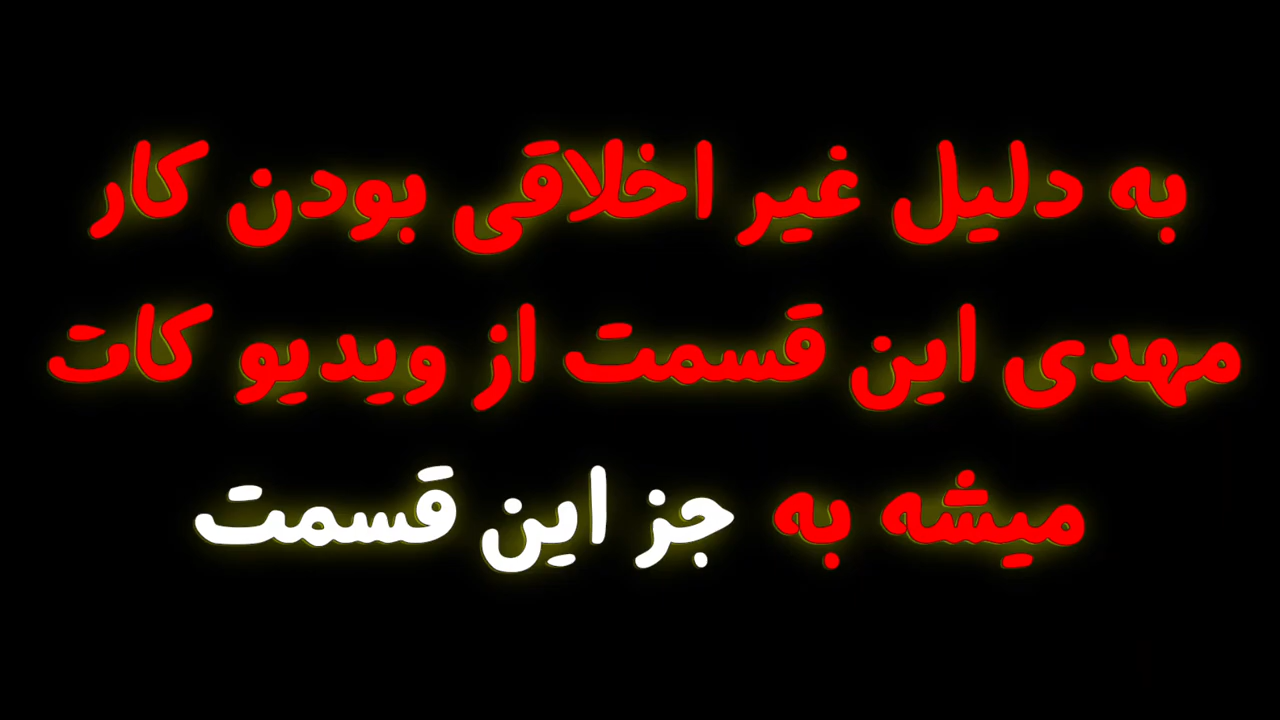 به دلیل غیر اخلاقی بودن کار
مهدی این قسمت از ویدیو کات
میشه به جز این قسمت